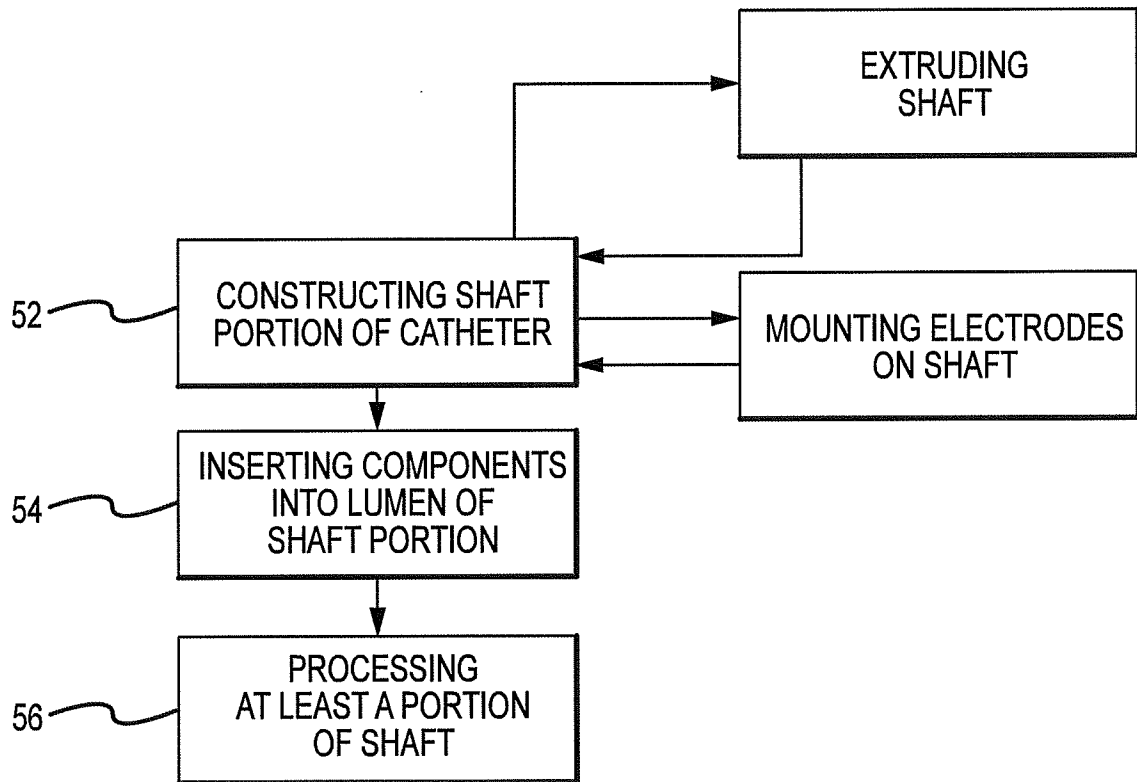 EXTRUDING
SHAFT
52
CONSTRUCTING SHAFT
PORTION OF CATHETER
MOUNTING ELECTRODES
ON SHAFT
54
INSERTING COMPONENTS
INTO LUMEN OF
SHAFT PORTION
56
PROCESSING
AT LEAST A PORTION
OF SHAFT